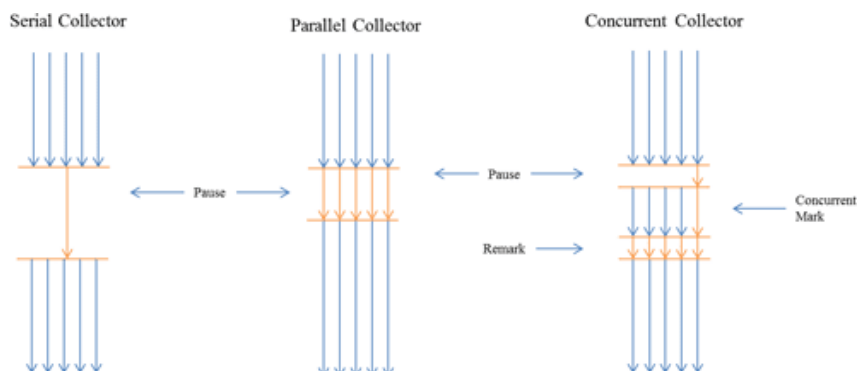 Serial Collector
Parallel Collector
Concurrent Collector
Pause
Pause
Concurrent
Mark
Remark